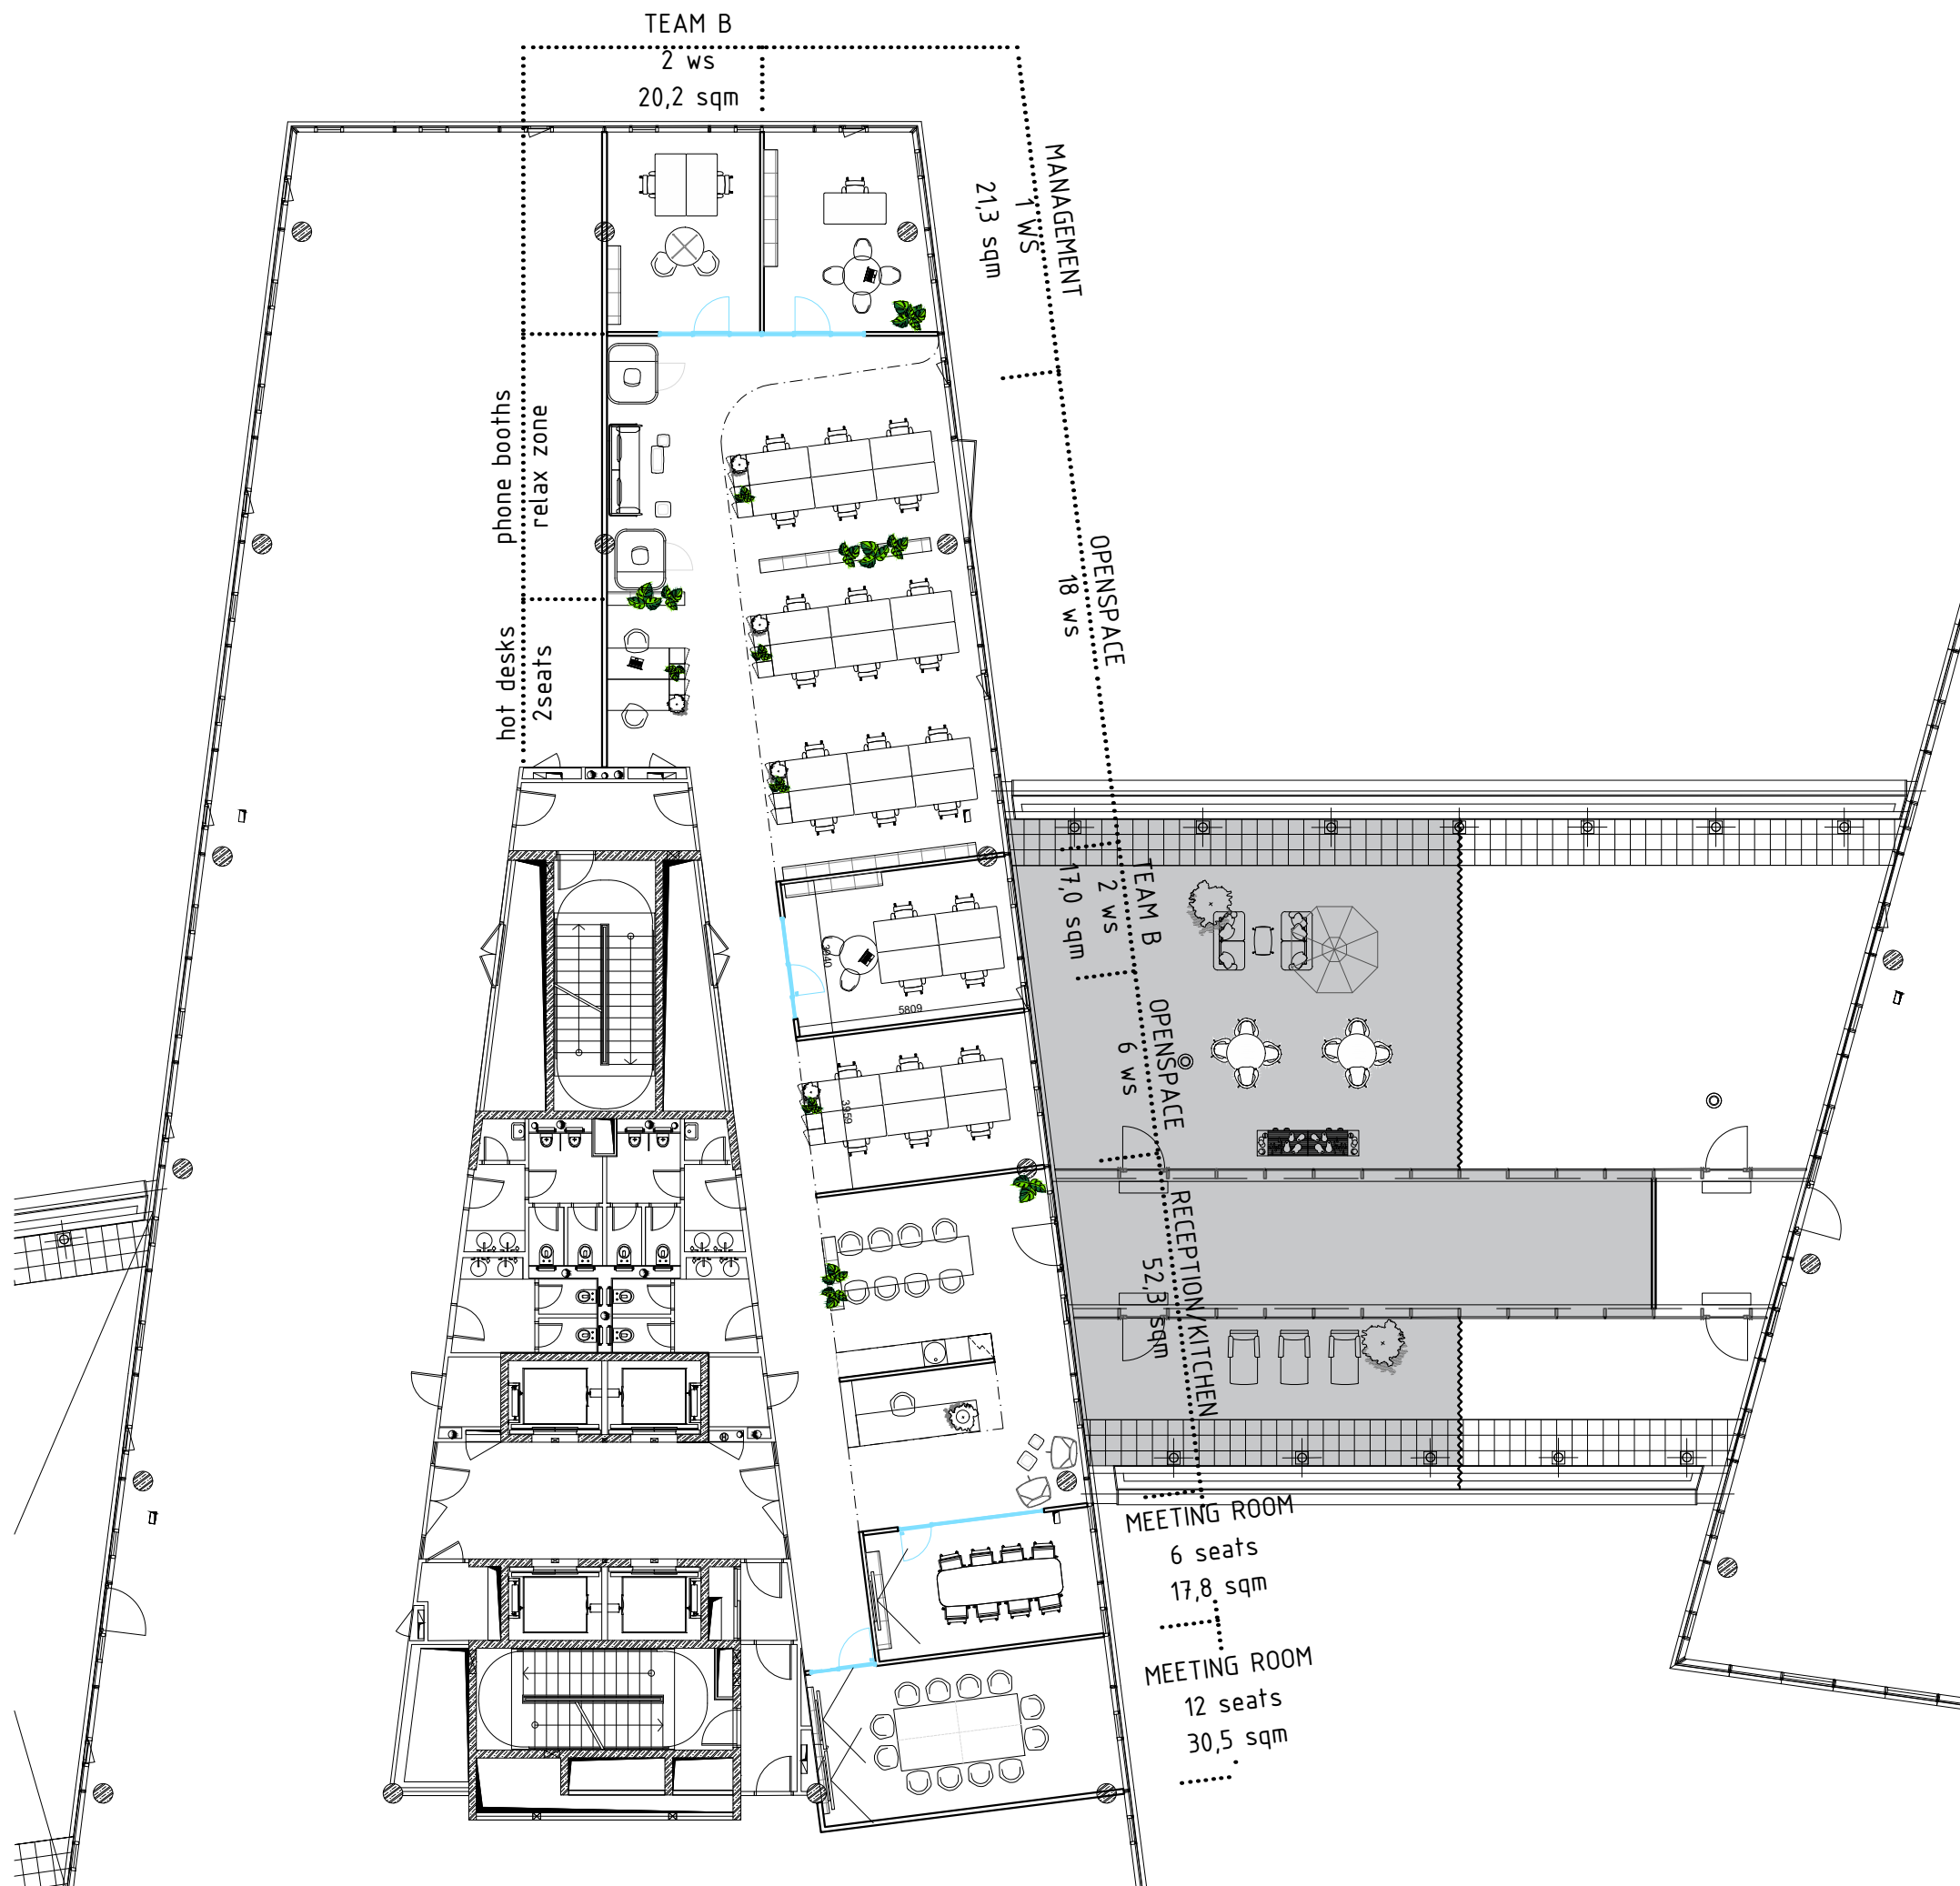 TEAM B
2 ws
20,2 sqm
MANAGEMENT
1 WS
21,3 sqm
phone booths
relax zone
OPENSPACE
18 ws
hot desks
2seats
TEAM B
2 ws
17,0 sqm
3040
5809
OPENSPACE
6 ws
3959
RECEPTION/KITCHEN
52,3 sqm
MEETING ROOM
6 seats
17,8 sqm
MEETING ROOM
12 seats
30,5 sqm